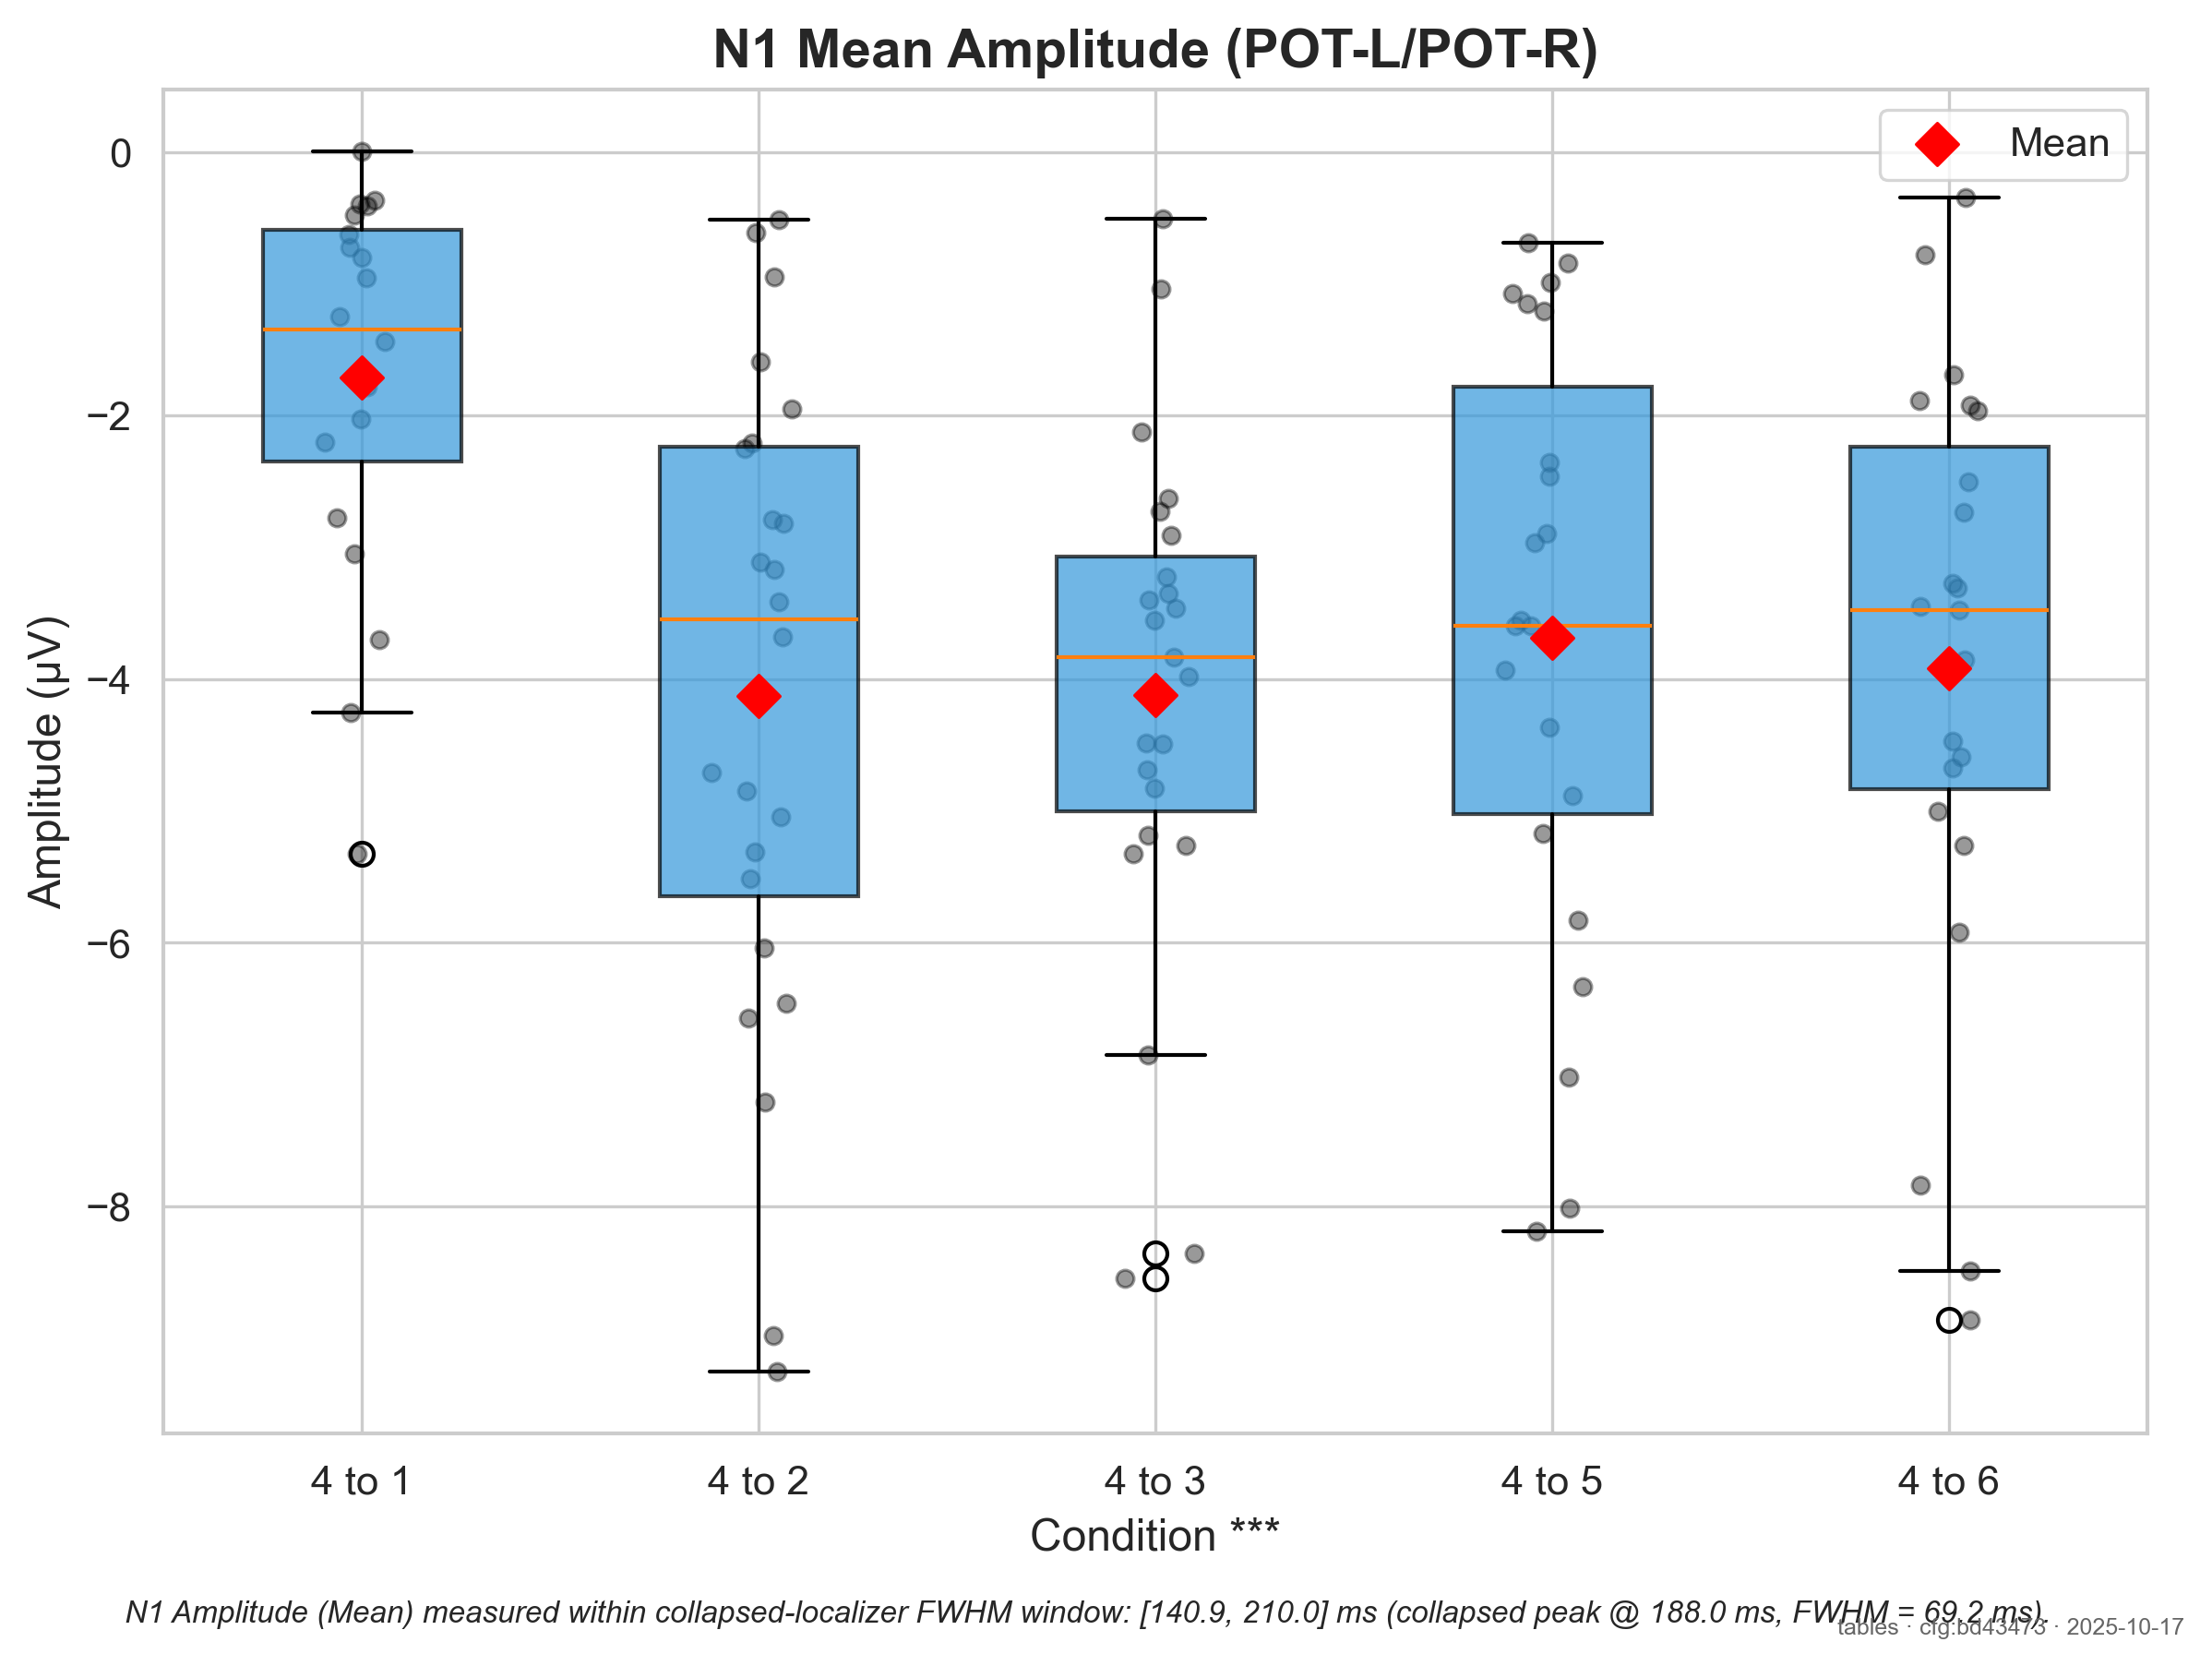 N1 Mean Amplitude (POT-L/POT-R)
Mean
Amplitude (μV)
0
−2
−4
−6
−8
4 to 1
4 to 2
4 to 3
4 to 5
4 to 6
Condition ***
N1 Amplitude (Mean) measured within collapsed-localizer FWHM window: [140.9, 210.0] ms (collapsed peak @ 188.0 ms, FWHM = 69.2 ms).
tables · cfg:bd43473 · 2025-10-17